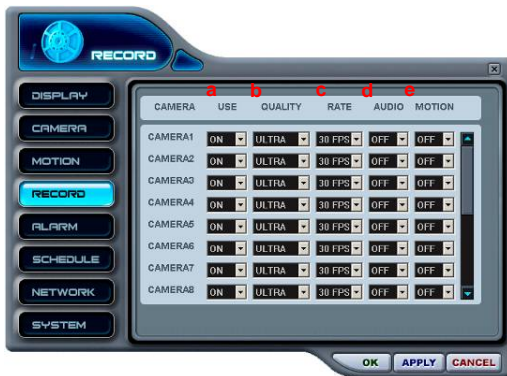 RECORD
a b c d e
DISPLAY
CAMERA
MOTION
RECORD
ALARM
SCHEDULE
NETWORK
SYSTEM
CAMERA USE QUALITY RATE AUDIO MOTION
CAMERA1 ON ULTRA 30 FPS OFF OFF
CAMERA2 ON ULTRA 30 FPS OFF OFF
CAMERA3 ON ULTRA 30 FPS OFF OFF
CAMERA4 ON ULTRA 30 FPS OFF OFF
CAMERA5 ON ULTRA 30 FPS OFF OFF
CAMERA6 ON ULTRA 30 FPS OFF OFF
CAMERA7 ON ULTRA 30 FPS OFF OFF
CAMERA8 ON ULTRA 30 FPS OFF OFF
OK APPLY CANCEL